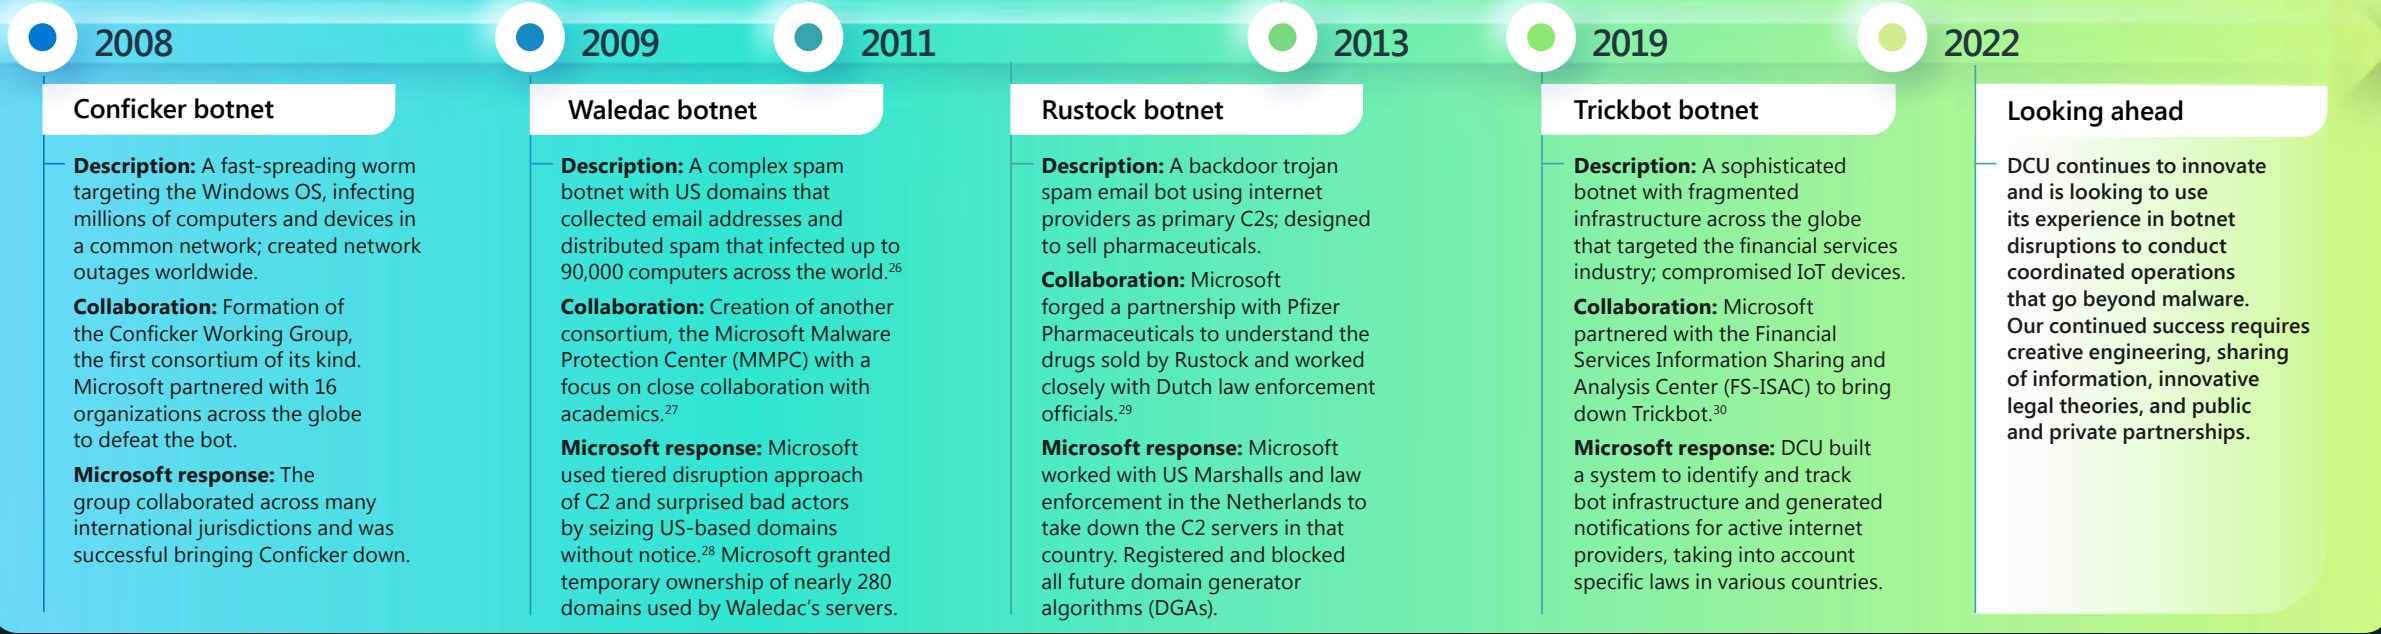 2008
2009
2011
2013
2019
2022
Conficker botnet
Description: A fast-spreading worm
targeting the Windows OS, infecting
millions of computers and devices in
a common network; created network
outages worldwide.
Collaboration: Formation of
the Conficker Working Group,
the first consortium of its kind.
Microsoft partnered with 16
organizations across the globe
to defeat the bot.
Microsoft response: The
group collaborated across many
international jurisdictions and was
successful bringing Conficker down.
Waledac botnet
Description: A complex spam
botnet with US domains that
collected email addresses and
distributed spam that infected up to
90,000 computers across the world.26
Collaboration: Creation of another
consortium, the Microsoft Malware
Protection Center (MMPC) with a
focus on close collaboration with
academics.27
Microsoft response: Microsoft
used tiered disruption approach
of C2 and surprised bad actors
by seizing US-based domains
without notice.28 Microsoft granted
temporary ownership of nearly 280
domains used by Waledac’s servers.
Rustock botnet
Description: A backdoor trojan
spam email bot using internet
providers as primary C2s; designed
to sell pharmaceuticals.
Collaboration: Microsoft
forged a partnership with Pfizer
Pharmaceuticals to understand the
drugs sold by Rustock and worked
closely with Dutch law enforcement
officials.29
Microsoft response: Microsoft
worked with US Marshalls and law
enforcement in the Netherlands to
take down the C2 servers in that
country. Registered and blocked
all future domain generator
algorithms (DGAs).
Trickbot botnet
Description: A sophisticated
botnet with fragmented
infrastructure across the globe
that targeted the financial services
industry; compromised IoT devices.
Collaboration: Microsoft
partnered with the Financial
Services Information Sharing and
Analysis Center (FS-ISAC) to bring
down Trickbot.30
Microsoft response: DCU built
a system to identify and track
bot infrastructure and generated
notifications for active internet
providers, taking into account
specific laws in various countries.
Looking ahead
DCU continues to innovate
and is looking to use
its experience in botnet
disruptions to conduct
coordinated operations
that go beyond malware.
Our continued success requires
creative engineering, sharing
of information, innovative
legal theories, and public
and private partnerships.